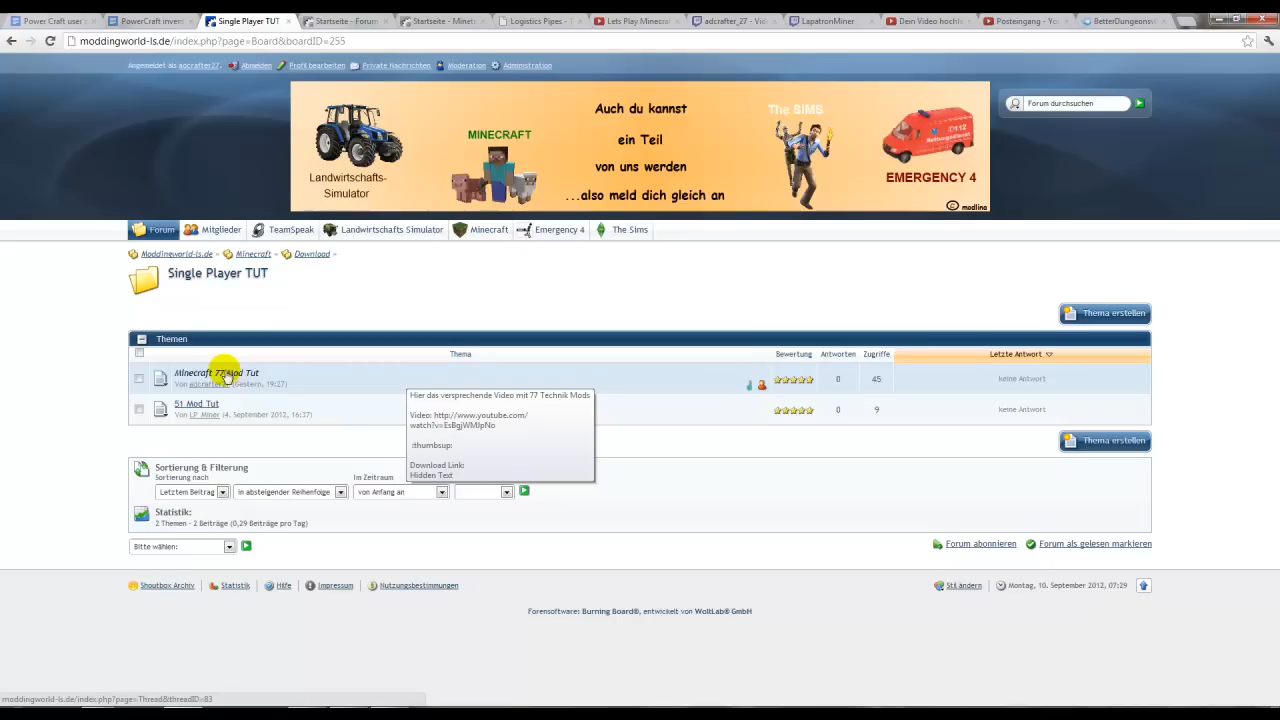 Power Craft user
PowerCraft inven
Single Player TUT
Startseite - Forum
Startseite - Minet
Logistics Pipes - T
Lets Play Minecra
adcrafter_27 - Vid
LapatronMiner
Dein Video hochl
Posteingang - Yo
BetterDungeons
moddingworld-ls.de/index.php?page=Board&boardID=255
Angemeldet als adcrafter27. Abmelden Profil bearbeiten Private Nachrichten Moderation Administration
Auch du kannst
ein Teil
von uns werden
...also meld dich gleich an
MINECRAFT
The SIMS
Landwirtschafts-
Simulator
112
Rettungsdienst
EMERGENCY 4
© modlina
Forum durchsuchen
Forum Mitglieder TeamSpeak Landwirtschafts Simulator Minecraft Emergency 4 The Sims
Moddingworld-ls.de » Minecraft » Download »
Single Player TUT
Thema erstellen
Themen
Thema Bewertung Antworten Zugriffe Letzte Antwort
Minecraft 77 Mod Tut
Von adcrafter (Gestern, 19:27)
0 45 keine Antwort
51 Mod Tut
Von LP_Miner (4. September 2012, 16:37)
0 9 keine Antwort
Hier das versprechende Video mit 77 Technik Mods
Video: http://www.youtube.com/
watch?v=EsBgjWMJpNo
:thumbsup:
Download Link:
Hidden Text
Thema erstellen
Sortierung & Filterung
Sortierung nach Im Zeitraum
Letztem Beitrag in absteigender Reihenfolge von Anfang an
Statistik:
2 Themen - 2 Beiträge (0,29 Beiträge pro Tag)
Bitte wählen:
Forum abonnieren Forum als gelesen markieren
Shoutbox Archiv Statistik Hilfe Impressum Nutzungsbestimmungen
Stil ändern Montag, 10. September 2012, 07:29
Forensoftware: Burning Board®, entwickelt von WoltLab® GmbH
moddingworld-ls.de/index.php?page=Thread&threadID=83